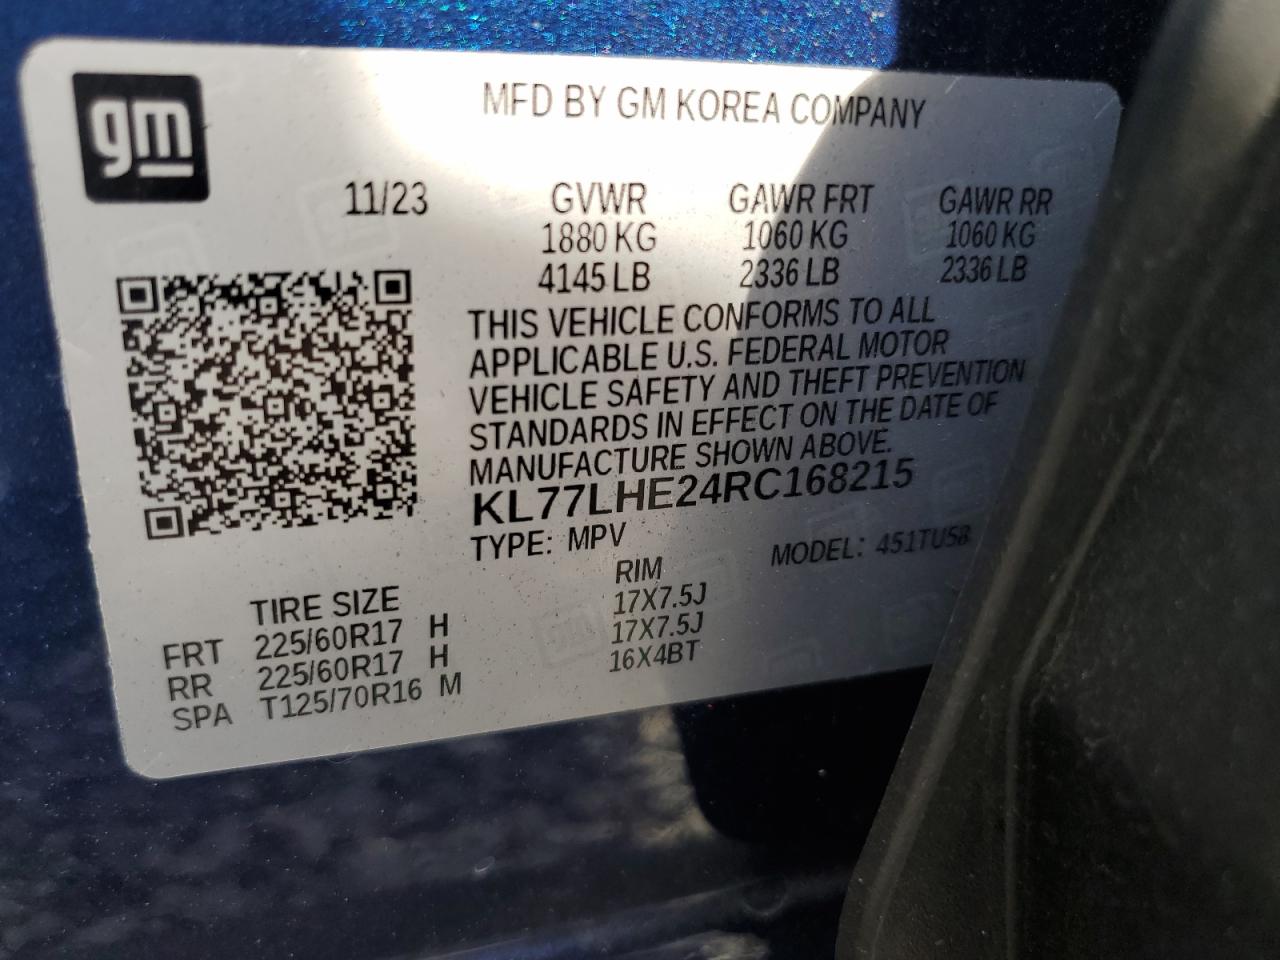 gm
MFD BY GM KOREA COMPANY
11/23 GVWR GAWR FRT GAWR RR
1880 KG 1060 KG 1060 KG
4145 LB 2336 LB 2336 LB
THIS VEHICLE CONFORMS TO ALL
APPLICABLE U.S. FEDERAL MOTOR
VEHICLE SAFETY AND THEFT PREVENTION
STANDARDS IN EFFECT ON THE DATE OF
MANUFACTURE SHOWN ABOVE.
KL77LHE24RC168215
TYPE: MPV MODEL: 451TU58
TIRE SIZE RIM
FRT 225/60R17 H 17X7.5J
RR 225/60R17 H 17X7.5J
SPA T125/70R16 M 16X4BT